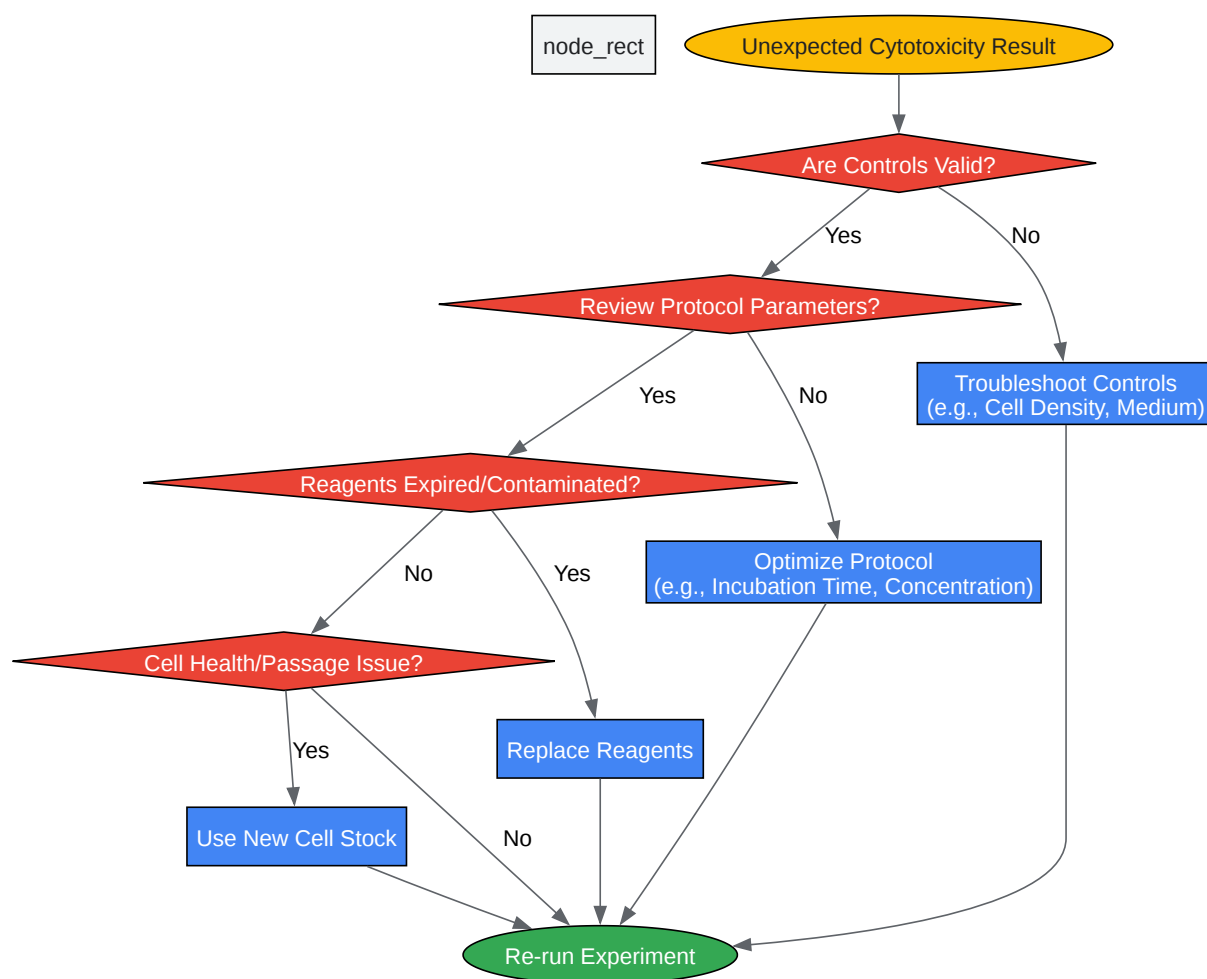 node_rect
Unexpected Cytotoxicity Result
Are Controls Valid?
Yes
No
Review Protocol Parameters?
Troubleshoot Controls
(e.g., Cell Density, Medium)
Yes
No
Reagents Expired/Contaminated?
Optimize Protocol
(e.g., Incubation Time, Concentration)
No
Yes
Cell Health/Passage Issue?
Replace Reagents
Yes
Use New Cell Stock
No
Re-run Experiment